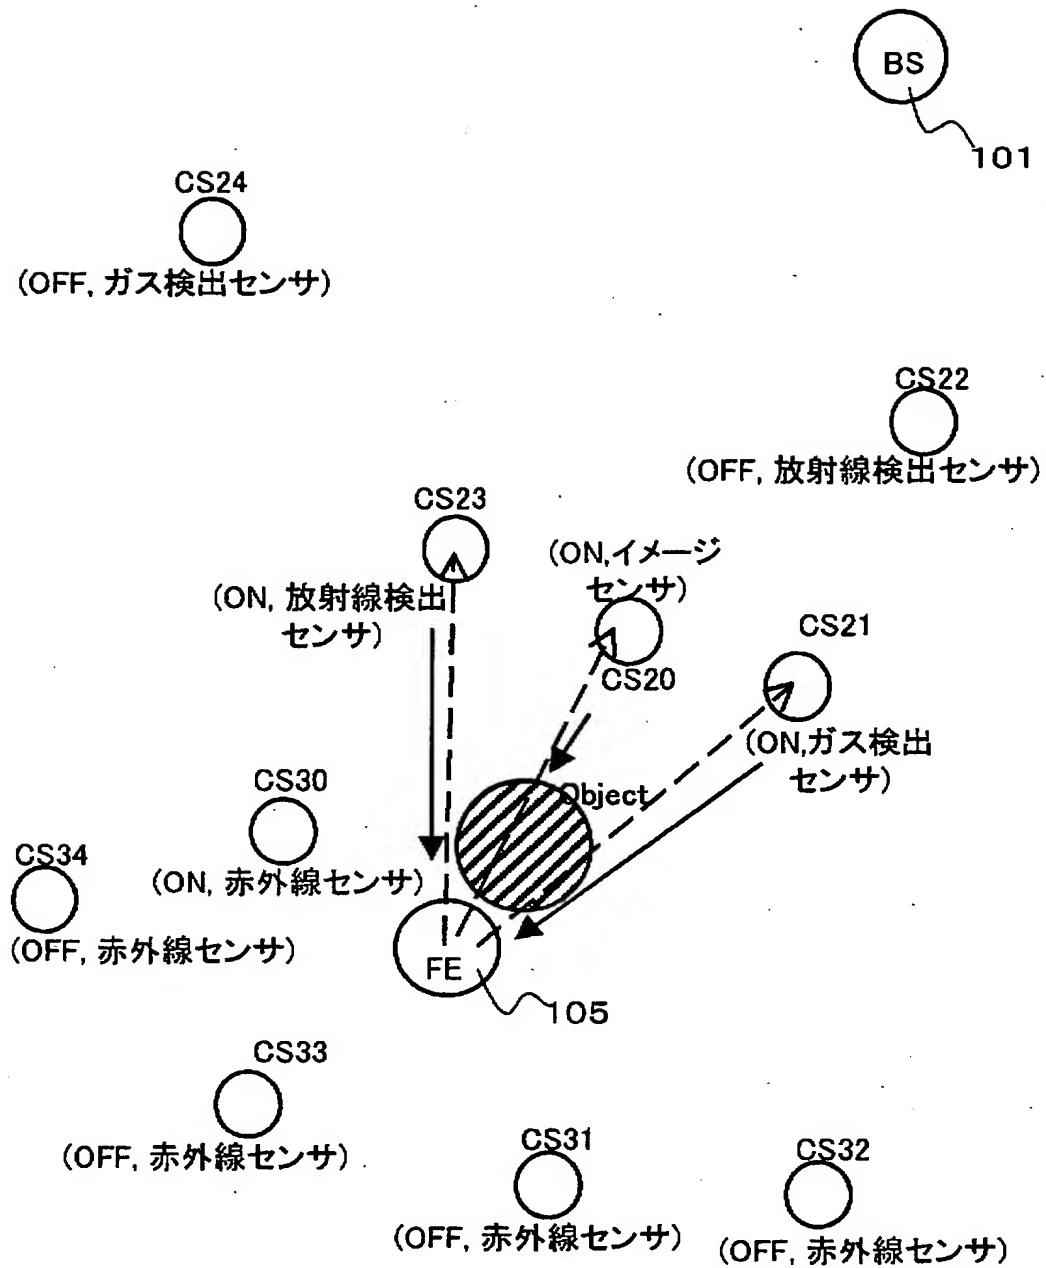 BS
101
CS24
(OFF, ガス検出センサ)
CS22
(OFF, 放射線検出センサ)
CS23
(ON, 放射線検出
センサ)
(ON,イメージ
センサ)
CS20
CS21
(ON,ガス検出
センサ)
Object
CS30
(ON, 赤外線センサ)
CS34
(OFF, 赤外線センサ)
FE
105
CS33
(OFF, 赤外線センサ)
CS31
(OFF, 赤外線センサ)
CS32
(OFF, 赤外線センサ)